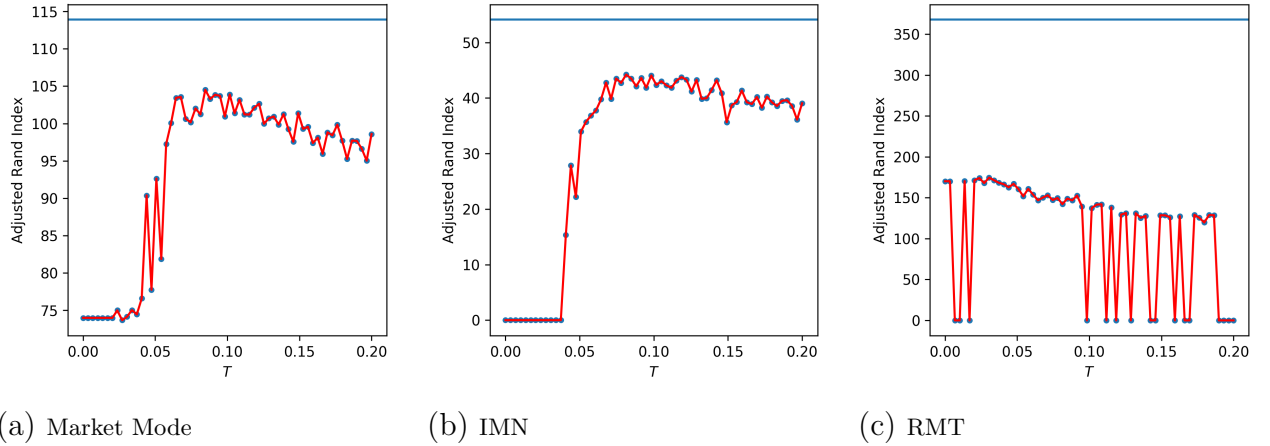 115
110
105
100
95
90
85
80
75
Adjusted Rand Index
0.00 0.05 0.10 0.15 0.20
T
50
40
30
20
10
0
Adjusted Rand Index
0.00 0.05 0.10 0.15 0.20
T
350
300
250
200
150
100
50
0
Adjusted Rand Index
0.00 0.05 0.10 0.15 0.20
T
(a) Market Mode
(b) IMN
(c) RMT